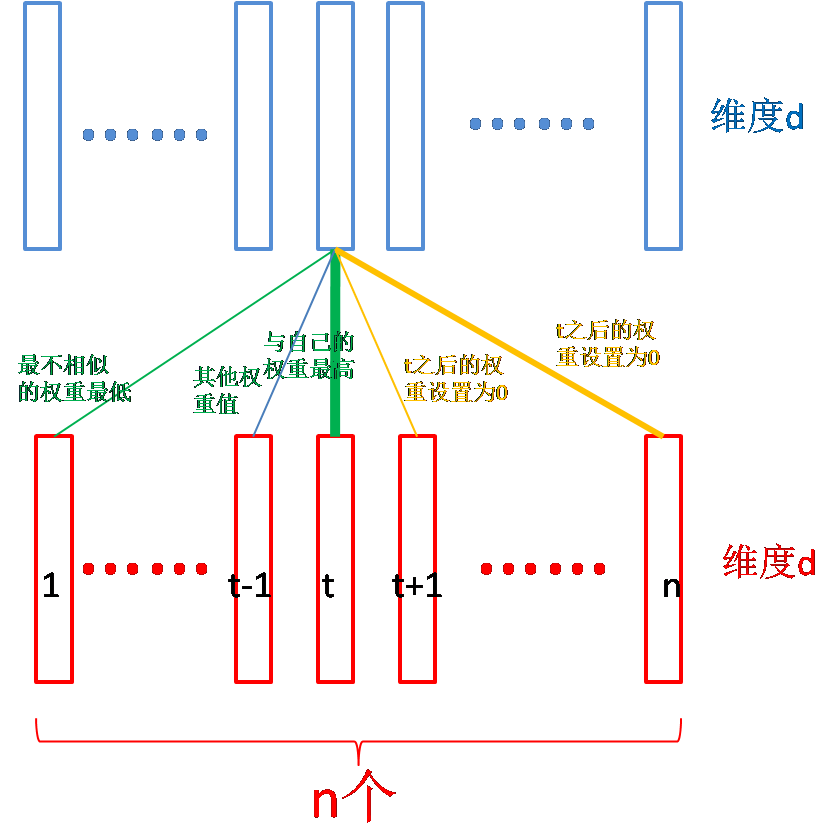 维度d
与自己的
权重最高
t之后的权
重设置为0
最不相似
的权重最低
其他权
重值
t之后的权
重设置为0
维度d
1
t-1
t
t+1
n
n个